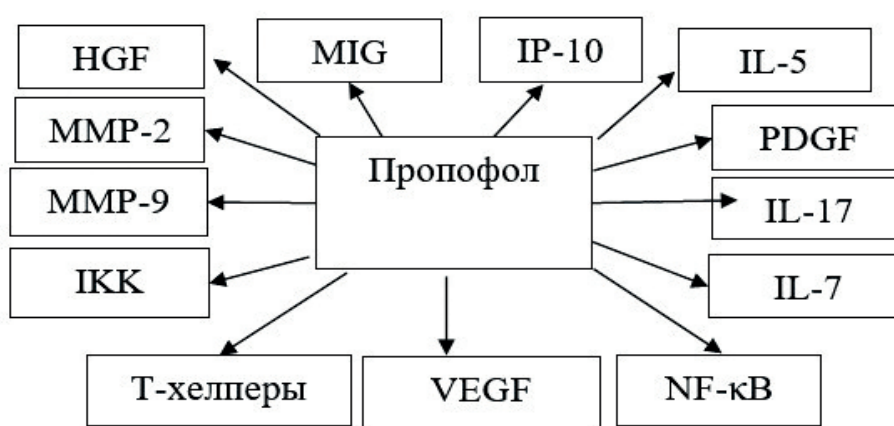 HGF
MIG
IP-10
IL-5
MMP-2
PDGF
Пропофол
MMP-9
IL-17
IKK
IL-7
Т-хелперы
VEGF
NF-кВ